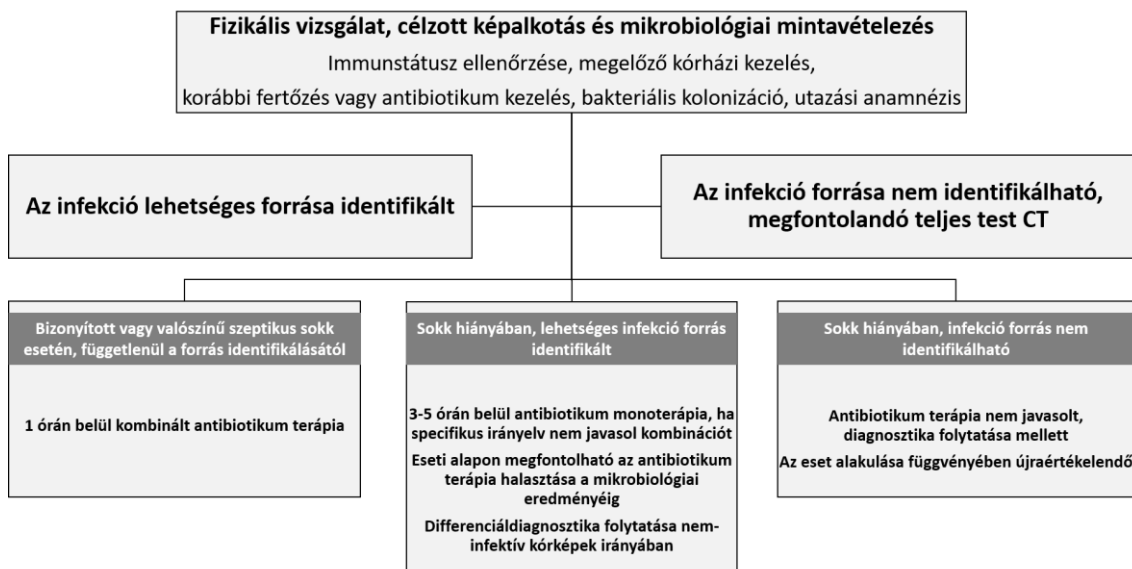 Fizikális vizsgálat, célzott képalkotás és mikrobiológiai mintavételezés
Immunstátusz ellenőrzése, megelőző kórházi kezelés,
korábbi fertőzés vagy antibiotikum kezelés, bakteriális kolonizáció, utazási anamnézis
Az infekció lehetséges forrása identifikált
Az infekció forrása nem identifikálható,
megfontolandó teljes test CT
Bizonyított vagy valószínű szeptikus sokk
esetén, függetlenül a forrás identifikálásától
1 órán belül kombinált antibiotikum terápia
Sokk hiányában, lehetséges infekció forrás
identifikált
3-5 órán belül antibiotikum monoterápia, ha
specifikus irányelv nem javasol kombinációt
Eseti alapon megfontolható az antibiotikum
terápia halasztása a mikrobiológiai
eredményéig
Differenciáldiagnosztika folytatása nem-
infektív kórképek irányában
Sokk hiányában, infekció forrás nem
identifikálható
Antibiotikum terápia nem javasolt,
diagnosztika folytatása mellett
Az eset alakulása függvényében újraértékelendő